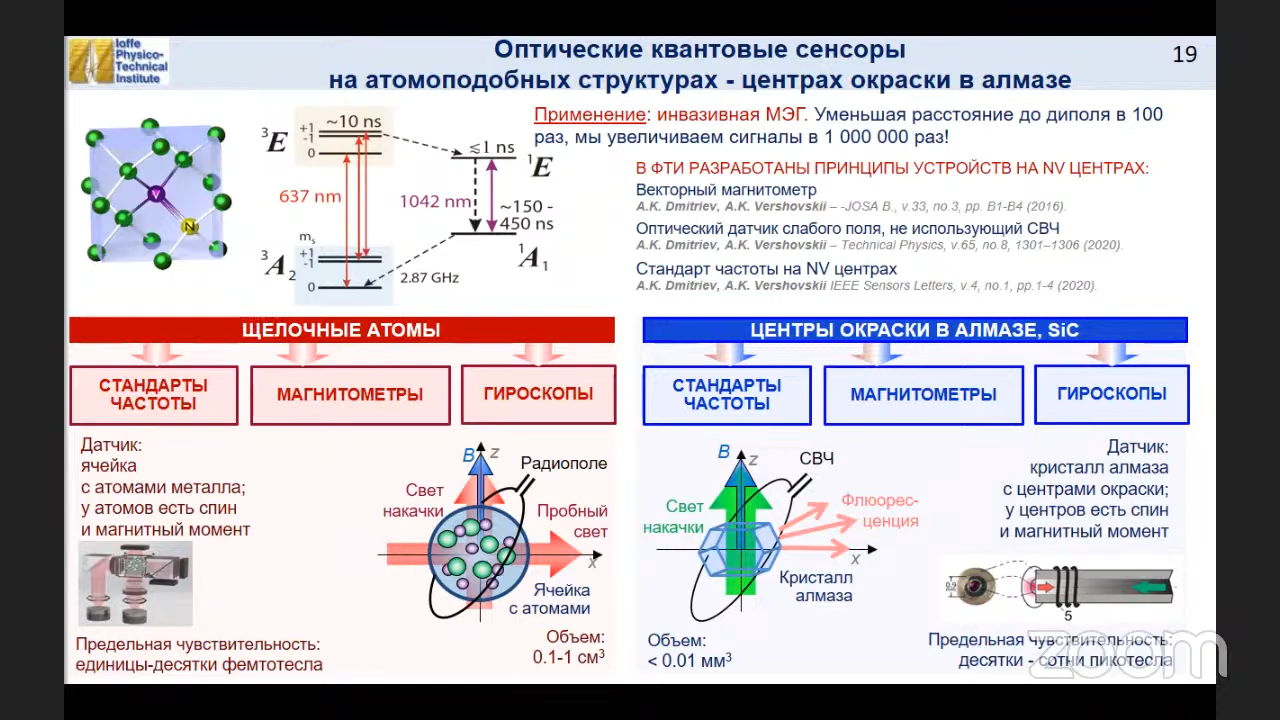 Ioffe
Physico-
Technical
Institute
Оптические квантовые сенсоры
на атомоподобных структурах - центрах окраски в алмазе
19
V
N
³E
+1
-1
0
~10 ns
637 nm
1042 nm
≲1 ns
¹E
~150 -
450 ns
mₛ
³A₂
+1
-1
0
¹A₁
2.87 GHz
Применение: инвазивная МЭГ. Уменьшая расстояние до диполя в 100
раз, мы увеличиваем сигналы в 1 000 000 раз!
В ФТИ РАЗРАБОТАНЫ ПРИНЦИПЫ УСТРОЙСТВ НА NV ЦЕНТРАХ:
Векторный магнитометр
A.K. Dmitriev, A.K. Vershovskii – -JOSA B., v.33, no.3, pp. B1-B4 (2016).
Оптический датчик слабого поля, не использующий СВЧ
A.K. Dmitriev, A.K. Vershovskii – Technical Physics, v.65, no.8, 1301–1306 (2020).
Стандарт частоты на NV центрах
A.K. Dmitriev, A.K. Vershovskii IEEE Sensors Letters, v.4, no.1, pp.1-4 (2020).
ЩЕЛОЧНЫЕ АТОМЫ
СТАНДАРТЫ
ЧАСТОТЫ
МАГНИТОМЕТРЫ
ГИРОСКОПЫ
Датчик:
ячейка
с атомами металла;
у атомов есть спин
и магнитный момент
B
z
Радиополе
Свет
накачки
Пробный
свет
x
Ячейка
с атомами
Предельная чувствительность:
единицы-десятки фемтотесла
Объем:
0.1-1 см³
ЦЕНТРЫ ОКРАСКИ В АЛМАЗЕ, SiC
СТАНДАРТЫ
ЧАСТОТЫ
МАГНИТОМЕТРЫ
ГИРОСКОПЫ
B
z
СВЧ
Свет
накачки
Флюорес-
ценция
x
Кристалл
алмаза
Датчик:
кристалл алмаза
с центрами окраски;
у центров есть спин
и магнитный момент
0.9
5
Объем:
< 0.01 мм³
Предельная чувствительность:
десятки - сотни пикотесла
zoom